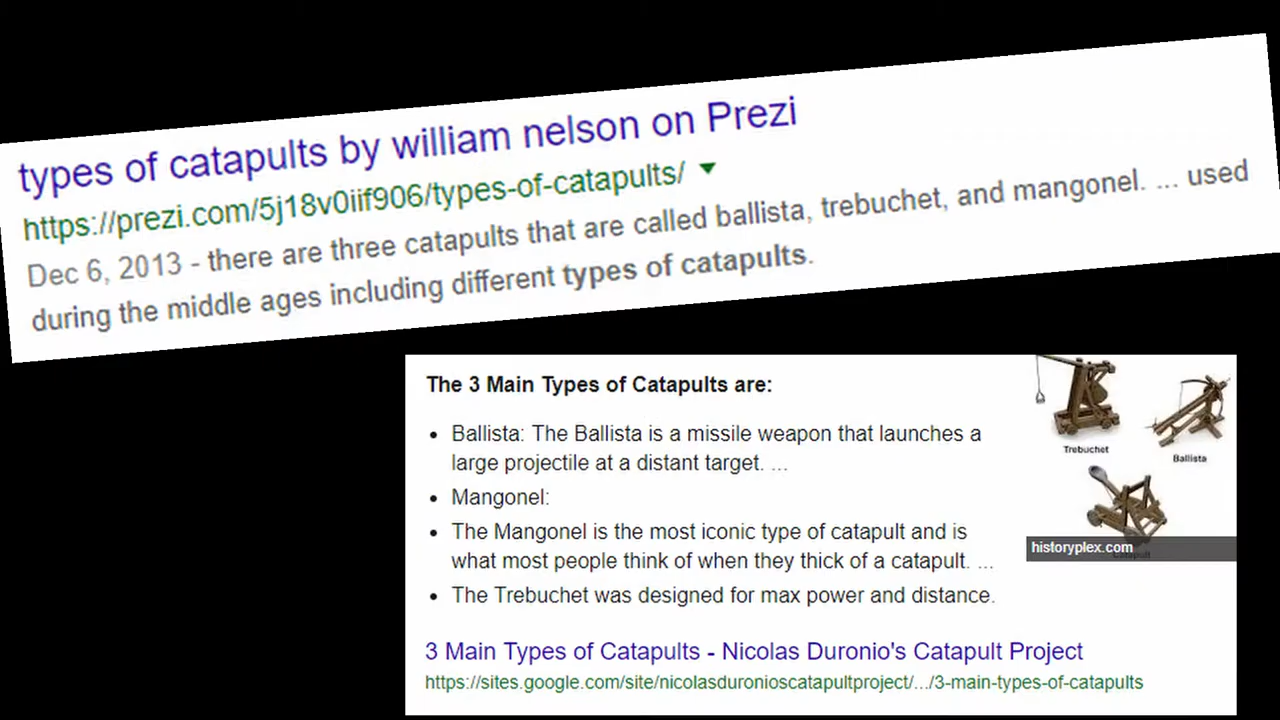 types of catapults by william nelson on Prezi
https://prezi.com/5j18v0iif906/types-of-catapults/
Dec 6, 2013 - there are three catapults that are called ballista, trebuchet, and mangonel. ... used
during the middle ages including different types of catapults.
The 3 Main Types of Catapults are:
• Ballista: The Ballista is a missile weapon that launches a
large projectile at a distant target. ...
• Mangonel:
• The Mangonel is the most iconic type of catapult and is
what most people think of when they thick of a catapult. ...
• The Trebuchet was designed for max power and distance.
Trebuchet
Ballista
historyplex.com
Catapult
3 Main Types of Catapults - Nicolas Duronio's Catapult Project
https://sites.google.com/site/nicolasduronioscatapultproject/.../3-main-types-of-catapults